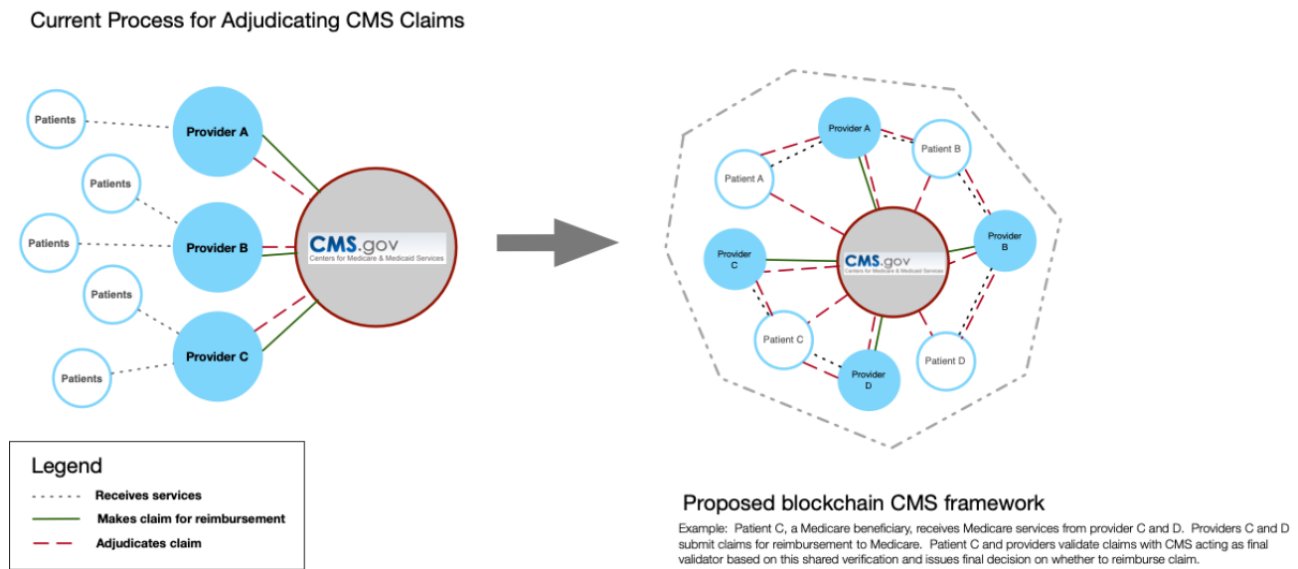 Current Process for Adjudicating CMS Claims
Patients
Provider A
Patients
Patients
Provider B
Patients
Provider C
Patients
CMS.gov
Centers for Medicare & Medicaid Services
Provider A
Patient B
Patient A
Provider
B
Provider
C
CMS.gov
Centers for Medicare & Medicaid Services
Patient C
Patient D
Provider
D
Legend
Receives services
Makes claim for reimbursement
Adjudicates claim
Proposed blockchain CMS framework
Example: Patient C, a Medicare beneficiary, receives Medicare services from provider C and D. Providers C and D
submit claims for reimbursement to Medicare. Patient C and providers validate claims with CMS acting as final
validator based on this shared verification and issues final decision on whether to reimburse claim.